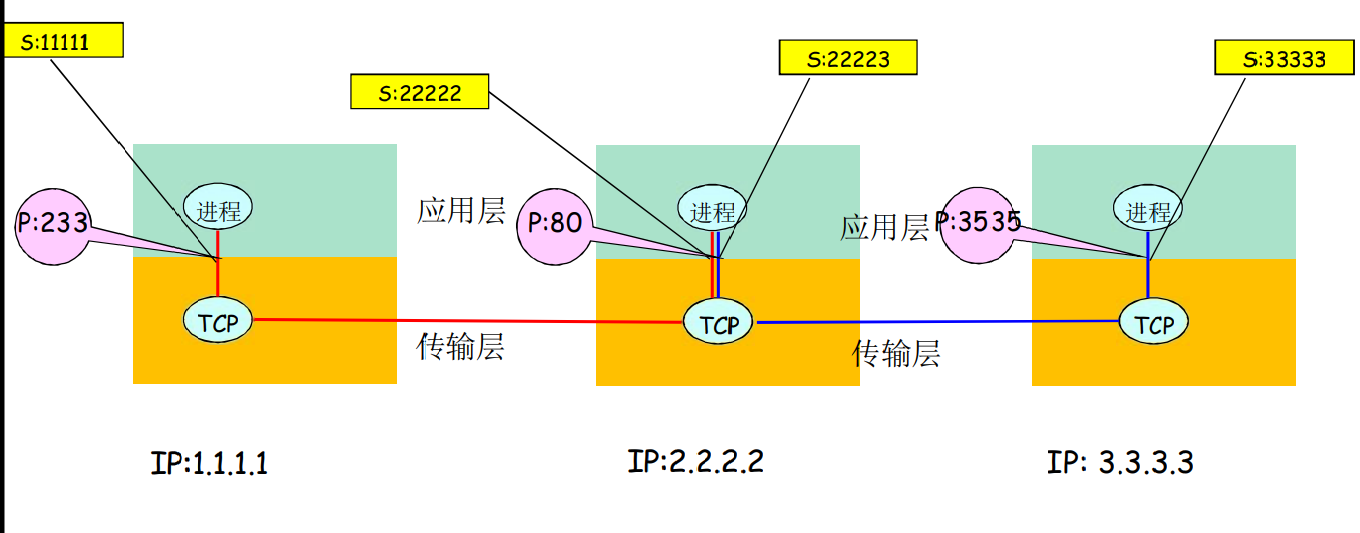 S:11111
S:22222
S:22223
S:33333
P:233
进程
应用层
P:80
进程
应用层
P:3535
进程
TCP
传输层
TCP
传输层
TCP
IP:1.1.1.1
IP:2.2.2.2
IP: 3.3.3.3